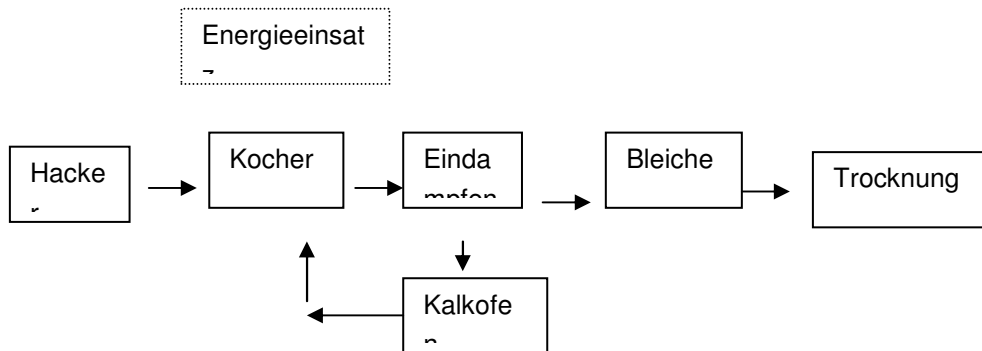 Energieeinsat
z
Hacke
r
Kocher
Einda
mpfen
Bleiche
Trocknung
Kalkofe
n